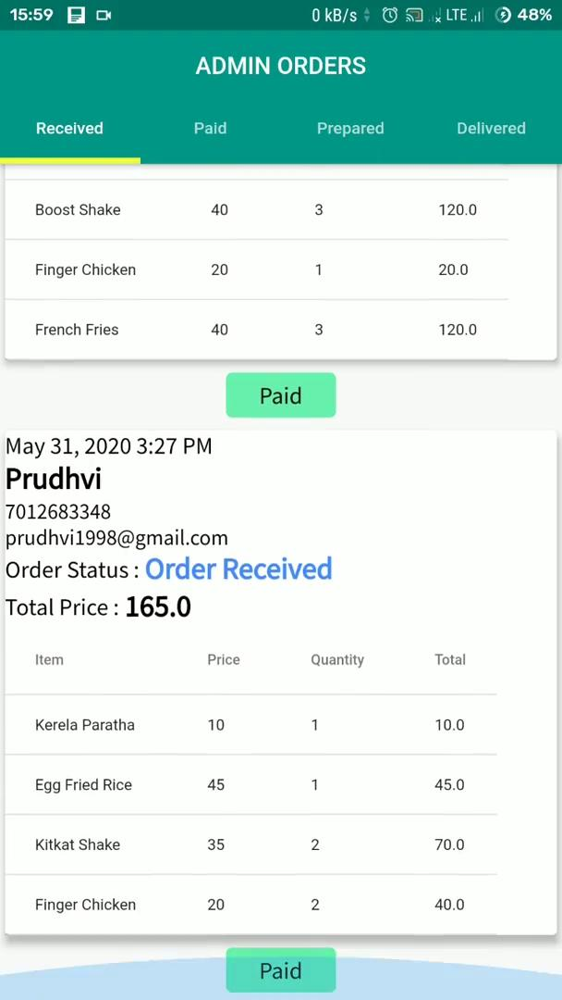 15:59 0 kB/s LTE 48%
ADMIN ORDERS
Received Paid Prepared Delivered
Boost Shake 40 3 120.0
Finger Chicken 20 1 20.0
French Fries 40 3 120.0
Paid
May 31, 2020 3:27 PM
Prudhvi
7012683348
prudhvi1998@gmail.com
Order Status : Order Received
Total Price : 165.0
Item Price Quantity Total
Kerela Paratha 10 1 10.0
Egg Fried Rice 45 1 45.0
Kitkat Shake 35 2 70.0
Finger Chicken 20 2 40.0
Paid